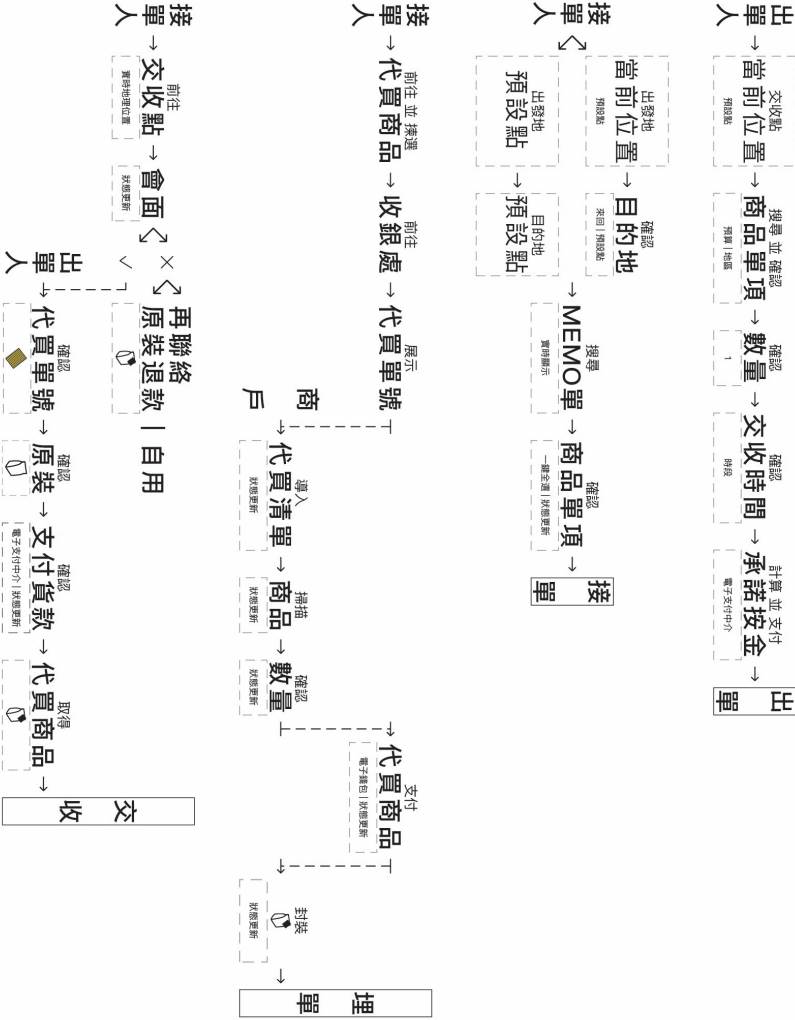 出單人
交收點
當前位置
預設點
搜尋 並 確認
商品單項
預算 | 地區
確認
數量
1
確認
交收時間
時段
計算 並 支付
承諾按金
電子支付中介
出單
接單人
出發地
當前位置
預設點
確認
目的地
來回 | 預設點
出發地
預設點
目的地
預設點
搜尋
MEMO單
實時顯示
確認
商品單項
一鍵全選 | 狀態更新
接單
接單人
前往 並 揀選
代買商品
前往
收銀處
展示
代買單號
商戶
導入
代買清單
狀態更新
掃描
商品
狀態更新
確認
數量
狀態更新
支付
代買商品
電子錢包 | 狀態更新
封裝
狀態更新
埋單
接單人
前往
交收點
實時地理位置
會面
狀態更新
再聯絡
原裝退款 | 自用
出單人
確認
代買單號
確認
原裝
確認
支付貨款
電子支付中介 | 狀態更新
取得
代買商品
交收